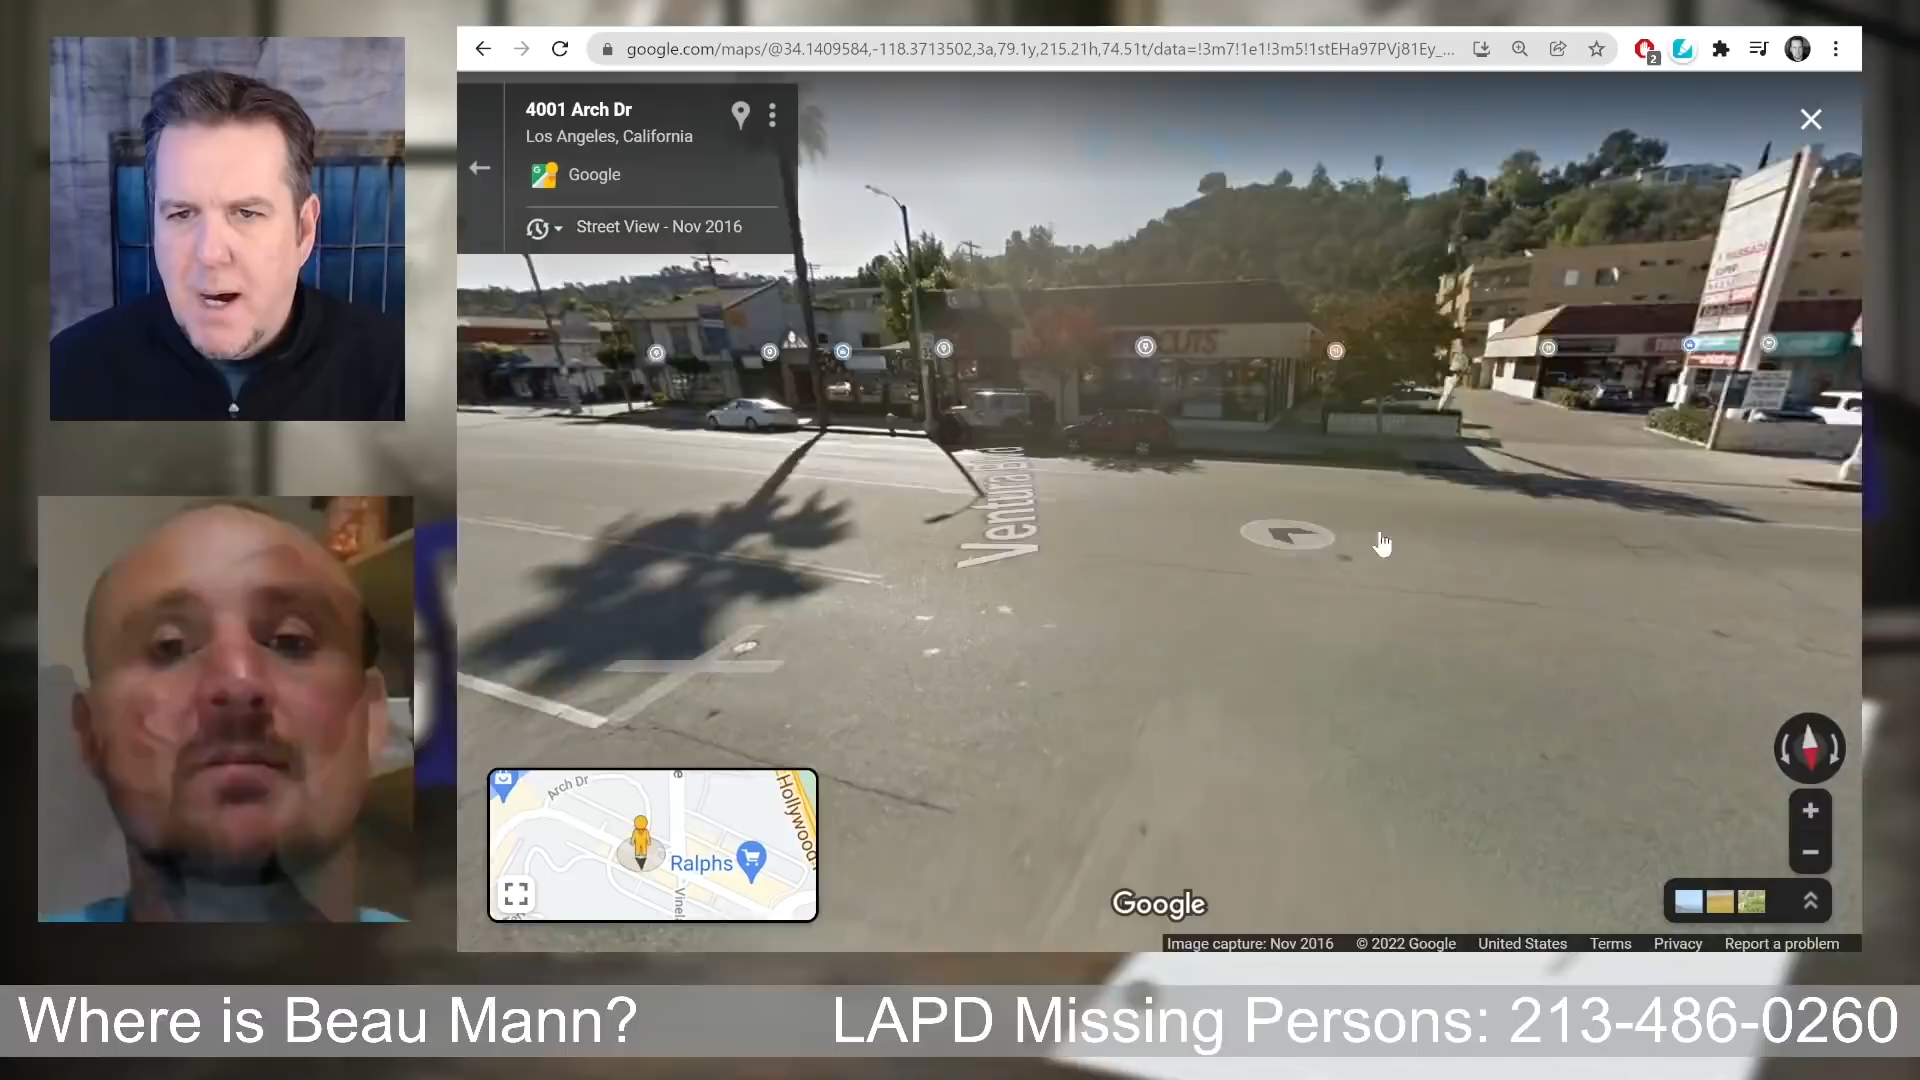 google.com/maps/@34.1409584,-118.3713502,3a,79.1y,215.21h,74.51t/data=!3m7!1e1!3m5!1stEHa97PVj81Ey_...
2
4001 Arch Dr
Los Angeles, California
Google
Street View - Nov 2016
CUTS
Ventura Blvd
Arch Dr
Hollywood
Ralphs
Vinel
Google
Image capture: Nov 2016 © 2022 Google United States Terms Privacy Report a problem
Where is Beau Mann? LAPD Missing Persons: 213-486-0260